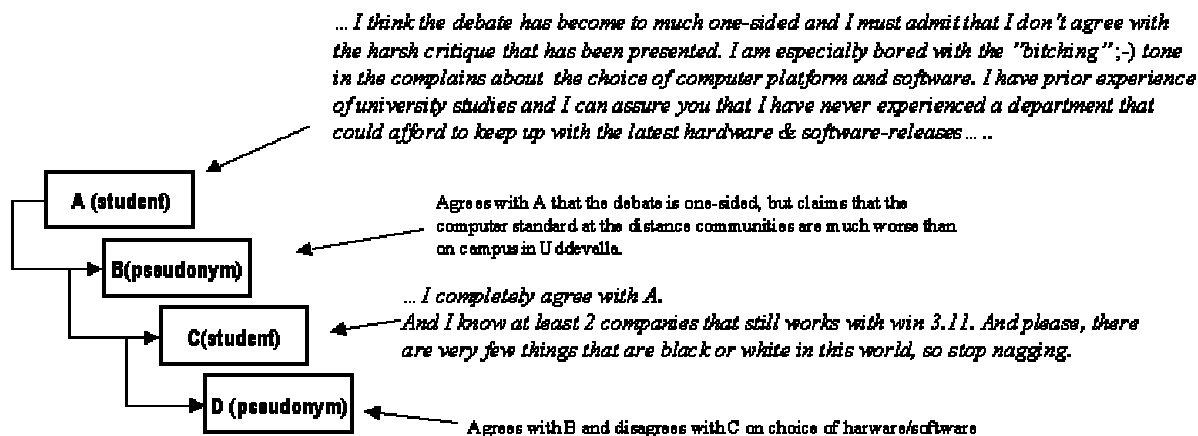 ... I think the debate has become to much one-sided and I must admit that I don't agree with
the harsh critique that has been presented. I am especially bored with the "bitching" ;-) tone
in the complains about the choice of computer platform and software. I have prior experience
of university studies and I can assure you that I have never experienced a department that
could afford to keep up with the latest hardware & software-releases.....
A (student)
Agrees with A that the debate is one-sided, but claims that the
computer standard at the distance communities are much worse than
on campus in Uddevalla.
B(pseudonym)
... I completely agree with A.
And I know at least 2 companies that still works with win 3.11. And please, there
are very few things that are black or white in this world, so stop nagging.
C(student)
D (pseudonym)
Agrees with B and disagrees with C on choice of harware/software